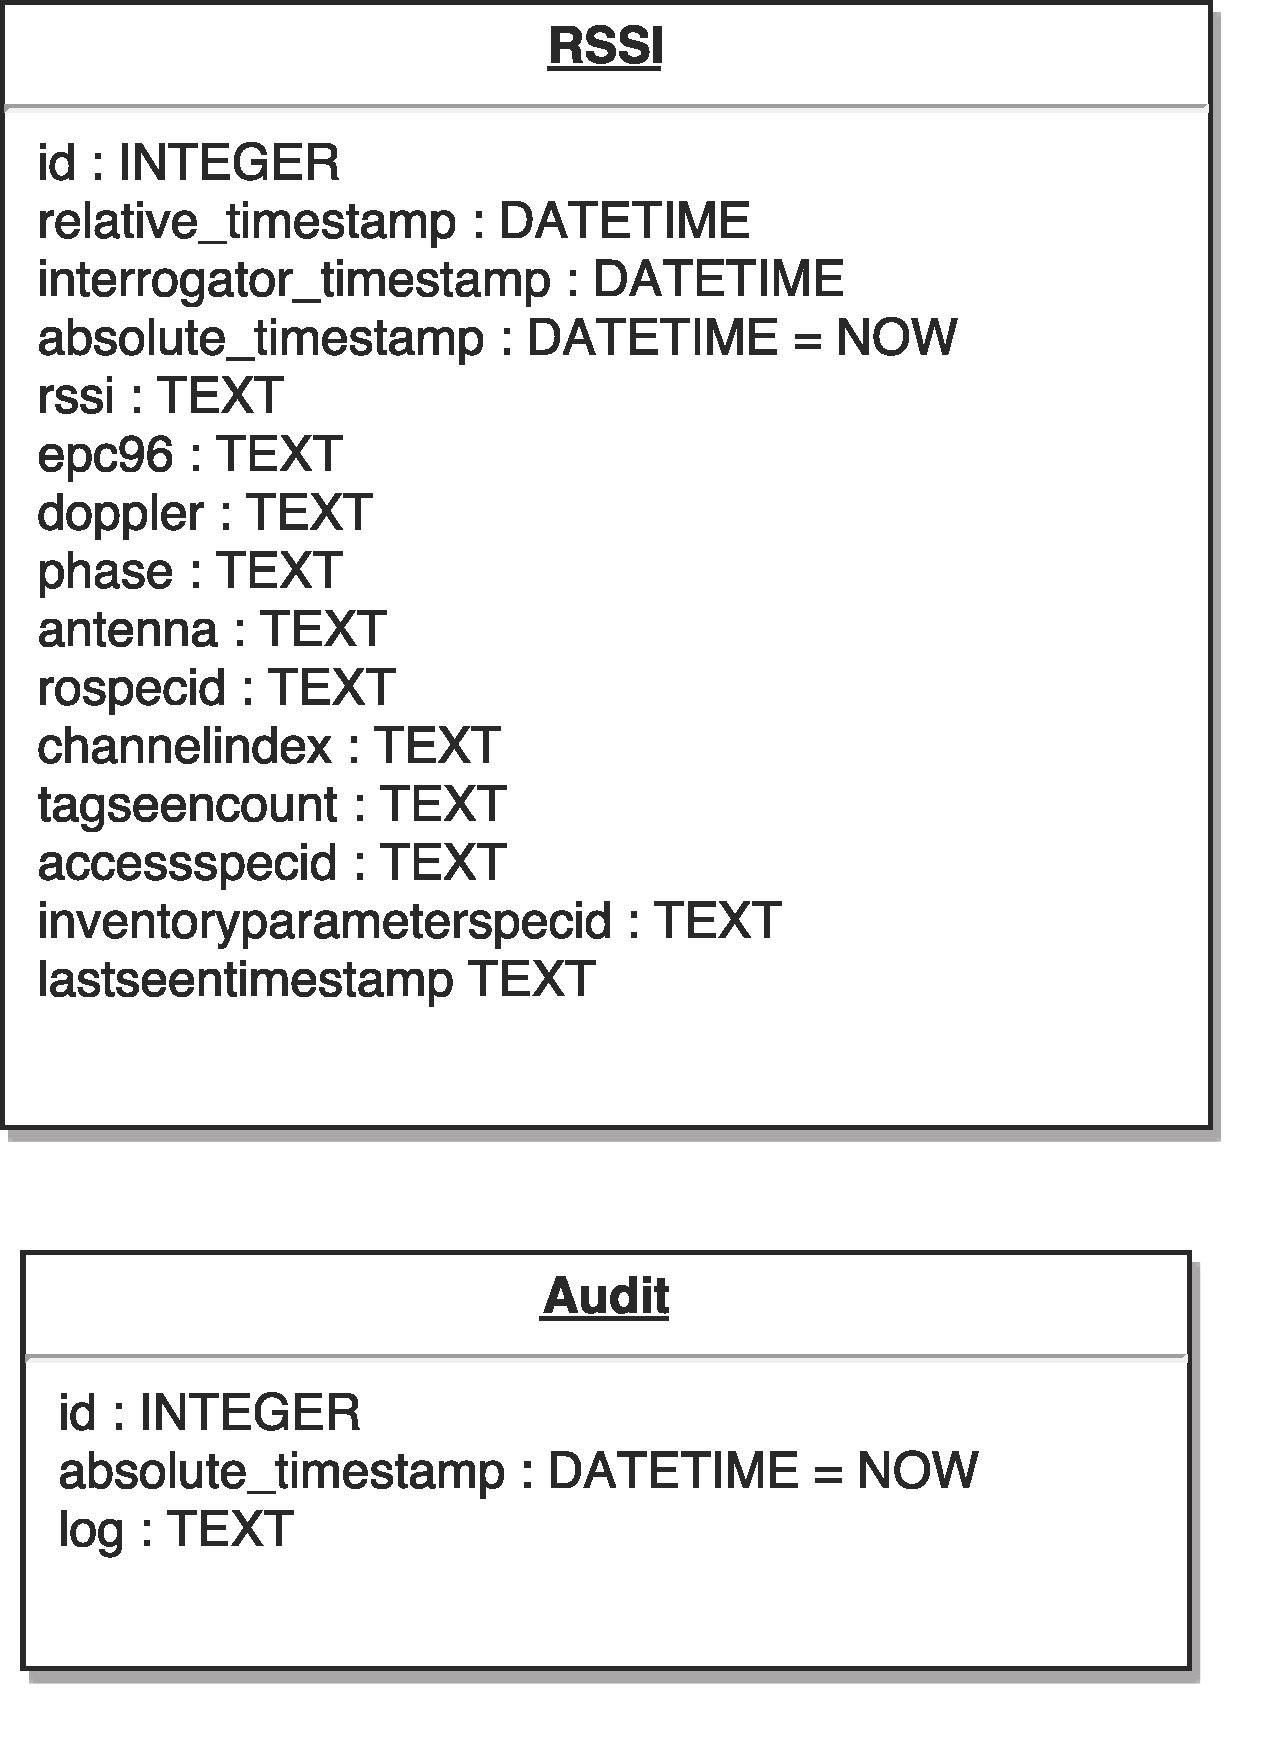 RSSI
id : INTEGER
relative_timestamp : DATETIME
interrogator_timestamp : DATETIME
absolute_timestamp : DATETIME = NOW
rssi : TEXT
epc96 : TEXT
doppler : TEXT
phase : TEXT
antenna : TEXT
rospecid : TEXT
channelindex : TEXT
tagseencount : TEXT
accessspecid : TEXT
inventoryparameterspecid : TEXT
lastseentimestamp TEXT
Audit
id : INTEGER
absolute_timestamp : DATETIME = NOW
log : TEXT